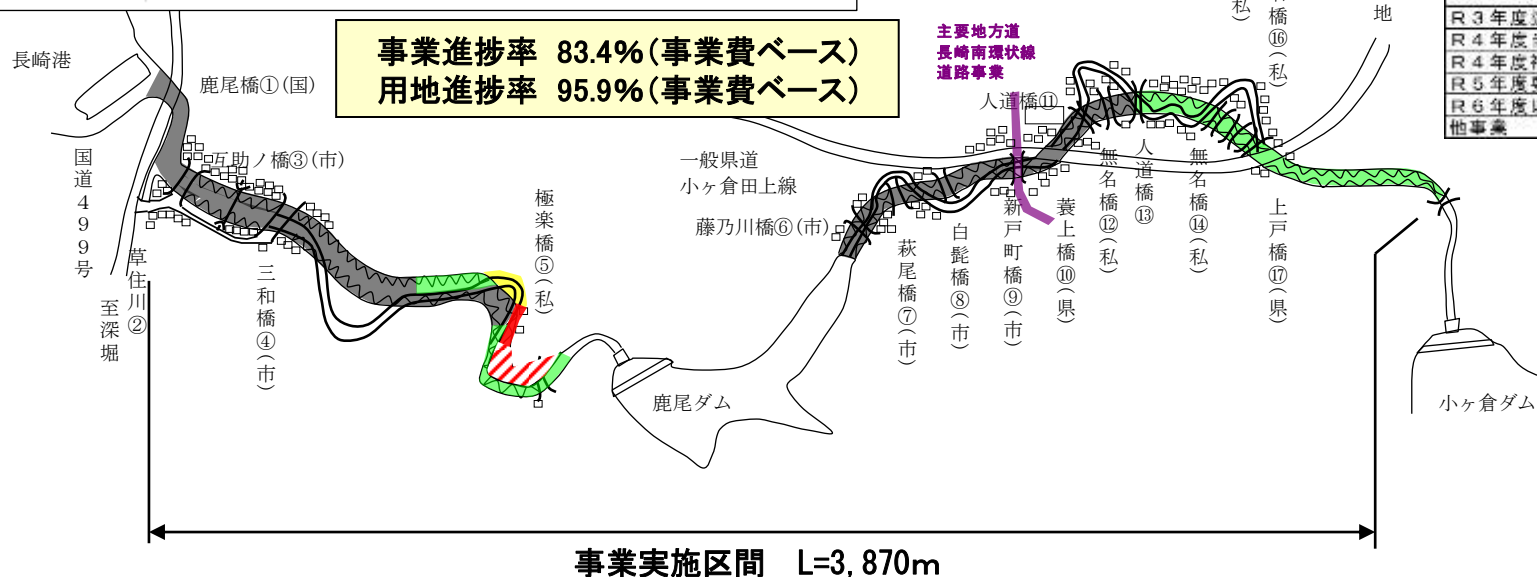 事業進捗率 83.4%(事業費ベース)
用地進捗率 95.9%(事業費ベース)
主要地方道
長崎南環状線
道路事業
私)
橋⑯(私)
地
R3年度
R4年度
R4年度
R5年度
R6年度
他事業
長崎港
鹿尾橋①(国)
国道499号
互助ノ橋③(市)
草住川②
至深堀
三和橋④(市)
極楽橋⑤(私)
一般県道
小ヶ倉田上線
藤乃川橋⑥(市)
萩尾橋⑦(市)
白髭橋⑧(市)
新戸町橋⑨(市)
蓑上橋⑩(県)
人道橋⑪
無名橋⑫(私)
人道橋⑬
無名橋⑭(私)
上戸橋⑰(県)
鹿尾ダム
小ヶ倉ダム
事業実施区間 L=3,870m